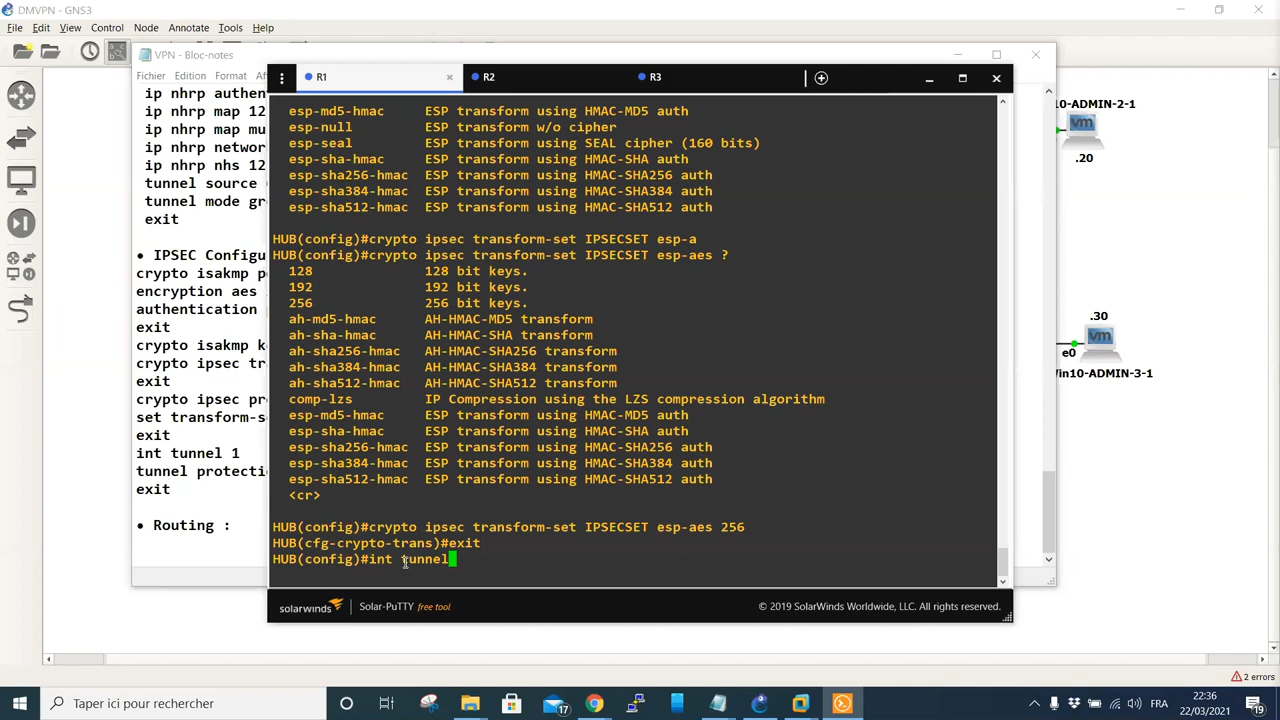 DMVPN - GNS3
File Edit View Control Node Annotate Tools Help
VPN - Bloc-notes
Fichier Edition Format
ip nhrp authen
ip nhrp map 12
ip nhrp map mu
ip nhrp network
ip nhrp nhs 12
tunnel source
tunnel mode gr
exit
• IPSEC Configu
crypto isakmp p
encryption aes
authentication
exit
crypto isakmp k
crypto ipsec tr
exit
crypto ipsec pr
set transform-s
exit
int tunnel 1
tunnel protecti
exit
• Routing :
R1 R2 R3
esp-md5-hmac ESP transform using HMAC-MD5 auth
esp-null ESP transform w/o cipher
esp-seal ESP transform using SEAL cipher (160 bits)
esp-sha-hmac ESP transform using HMAC-SHA auth
esp-sha256-hmac ESP transform using HMAC-SHA256 auth
esp-sha384-hmac ESP transform using HMAC-SHA384 auth
esp-sha512-hmac ESP transform using HMAC-SHA512 auth
HUB(config)#crypto ipsec transform-set IPSECSET esp-a
HUB(config)#crypto ipsec transform-set IPSECSET esp-aes ?
128 128 bit keys.
192 192 bit keys.
256 256 bit keys.
ah-md5-hmac AH-HMAC-MD5 transform
ah-sha-hmac AH-HMAC-SHA transform
ah-sha256-hmac AH-HMAC-SHA256 transform
ah-sha384-hmac AH-HMAC-SHA384 transform
ah-sha512-hmac AH-HMAC-SHA512 transform
comp-lzs IP Compression using the LZS compression algorithm
esp-md5-hmac ESP transform using HMAC-MD5 auth
esp-sha-hmac ESP transform using HMAC-SHA auth
esp-sha256-hmac ESP transform using HMAC-SHA256 auth
esp-sha384-hmac ESP transform using HMAC-SHA384 auth
esp-sha512-hmac ESP transform using HMAC-SHA512 auth
<cr>
HUB(config)#crypto ipsec transform-set IPSECSET esp-aes 256
HUB(cfg-crypto-trans)#exit
HUB(config)#int tunnel
solarwinds Solar-PuTTY free tool © 2019 SolarWinds Worldwide, LLC. All rights reserved.
10-ADMIN-2-1
vm
.20
.30
vm
e0
in10-ADMIN-3-1
2 errors
Taper ici pour rechercher
17
FR
22:36
22/03/2021
19